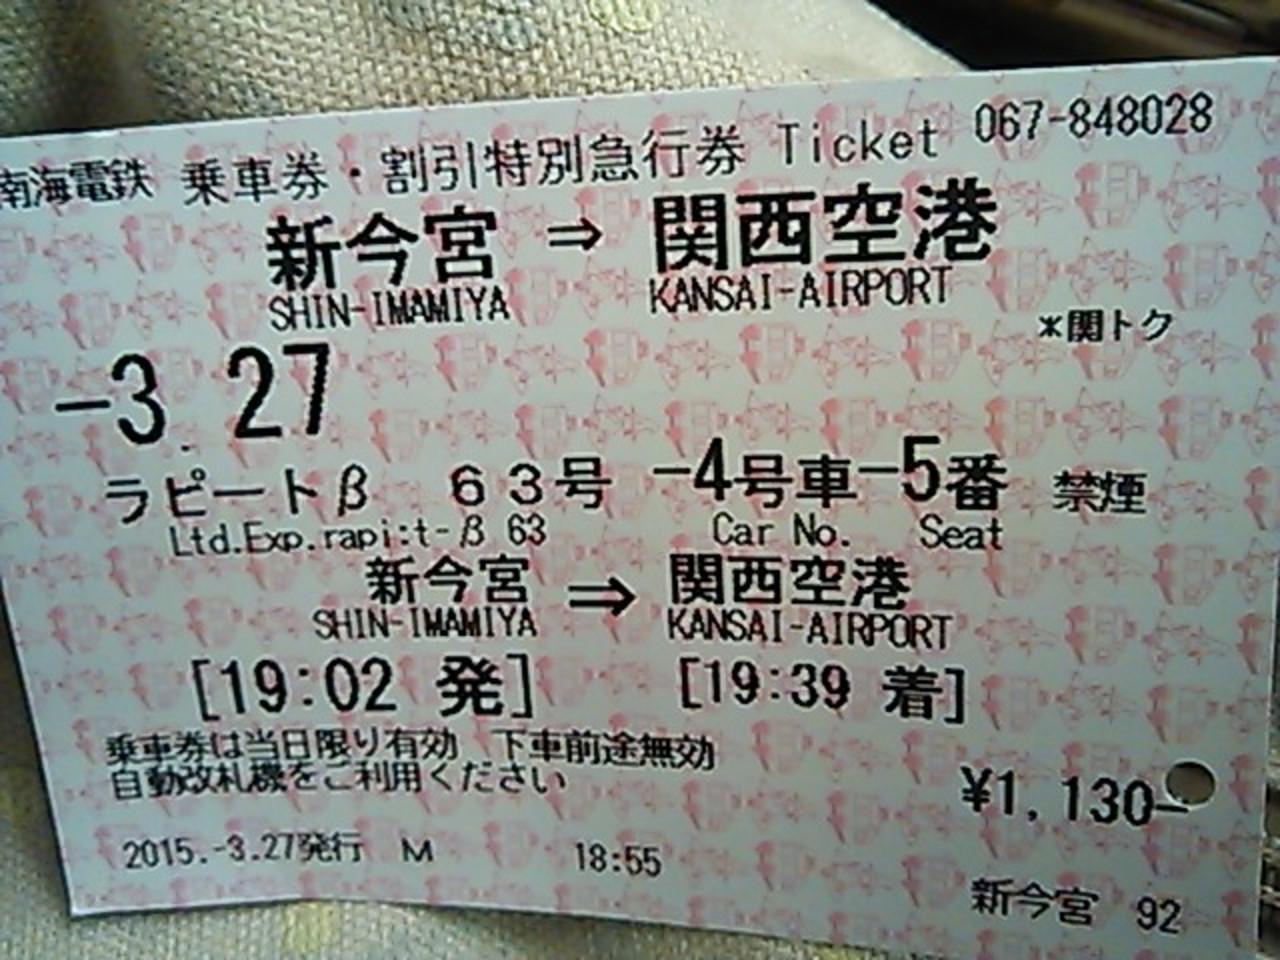 南海電鉄 乗車券・割引特別急行券 Ticket 067-848028
新今宮 ⇒ 関西空港
SHIN-IMAMIYA KANSAI-AIRPORT
*関トク
-3. 27
ラピートβ 63号 -4号車-5番 禁煙
Ltd.Exp.rapi:t-β 63 Car No. Seat
新今宮 ⇒ 関西空港
SHIN-IMAMIYA KANSAI-AIRPORT
[19:02 発] [19:39 着]
乗車券は当日限り有効 下車前途無効
自動改札機をご利用ください
¥1,130-
2015.-3.27発行 M 18:55
新今宮 92